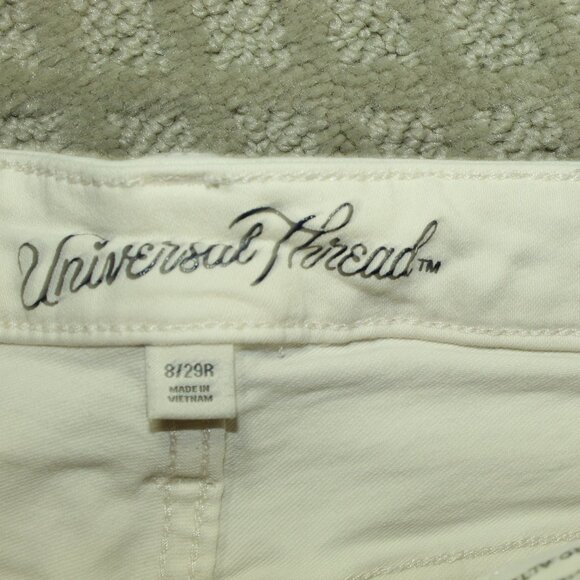 Universal Thread™
8/29R
MADE IN
VIETNAM